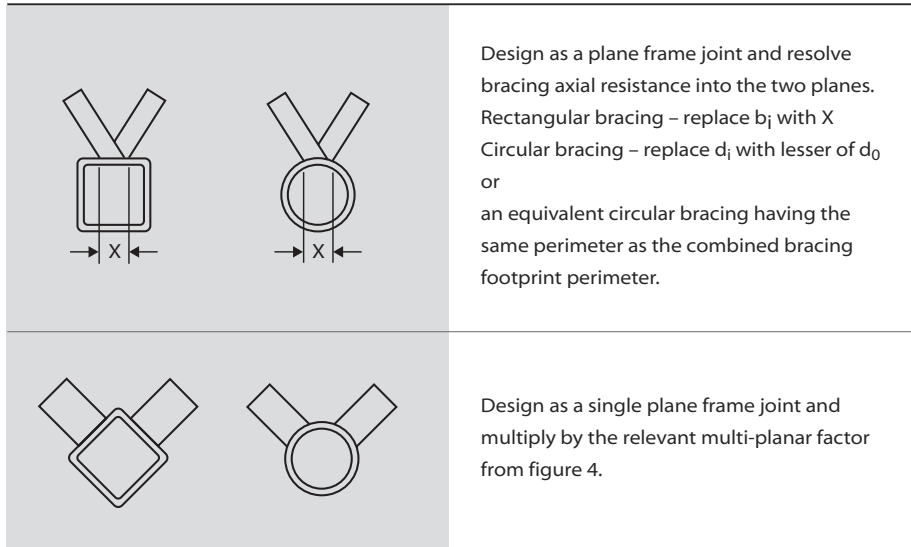 Design as a plane frame joint and resolve
bracing axial resistance into the two planes.
Rectangular bracing – replace bi with X
Circular bracing – replace di with lesser of d0
or
an equivalent circular bracing having the
same perimeter as the combined bracing
footprint perimeter.
X
X
Design as a single plane frame joint and
multiply by the relevant multi-planar factor
from figure 4.